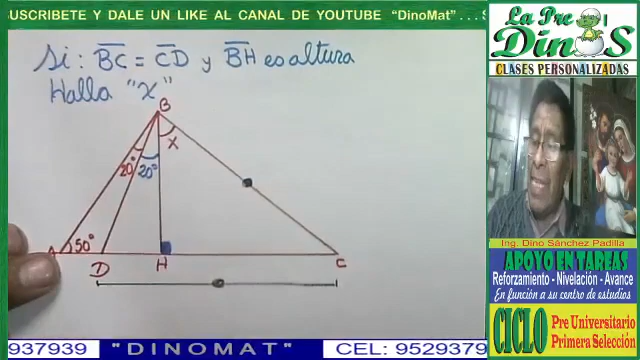 USCRIBETE Y DALE UN LIKE AL CANAL DE YOUTUBE "DinoMat"... S
Si: BC = CD y BH es altura
Halla "X"
B
20°
20°
X
A
50°
D
H
C
La Pre
DinoS
CLASES PERSONALIZADAS
Ing. Dino Sánchez Padilla
APOYO EN TAREAS
Reforzamiento - Nivelación - Avance
En función a su centro de estudios
CICLO
Pre Universitario
Primera Selección
937939 "DINOMAT" CEL: 9529379